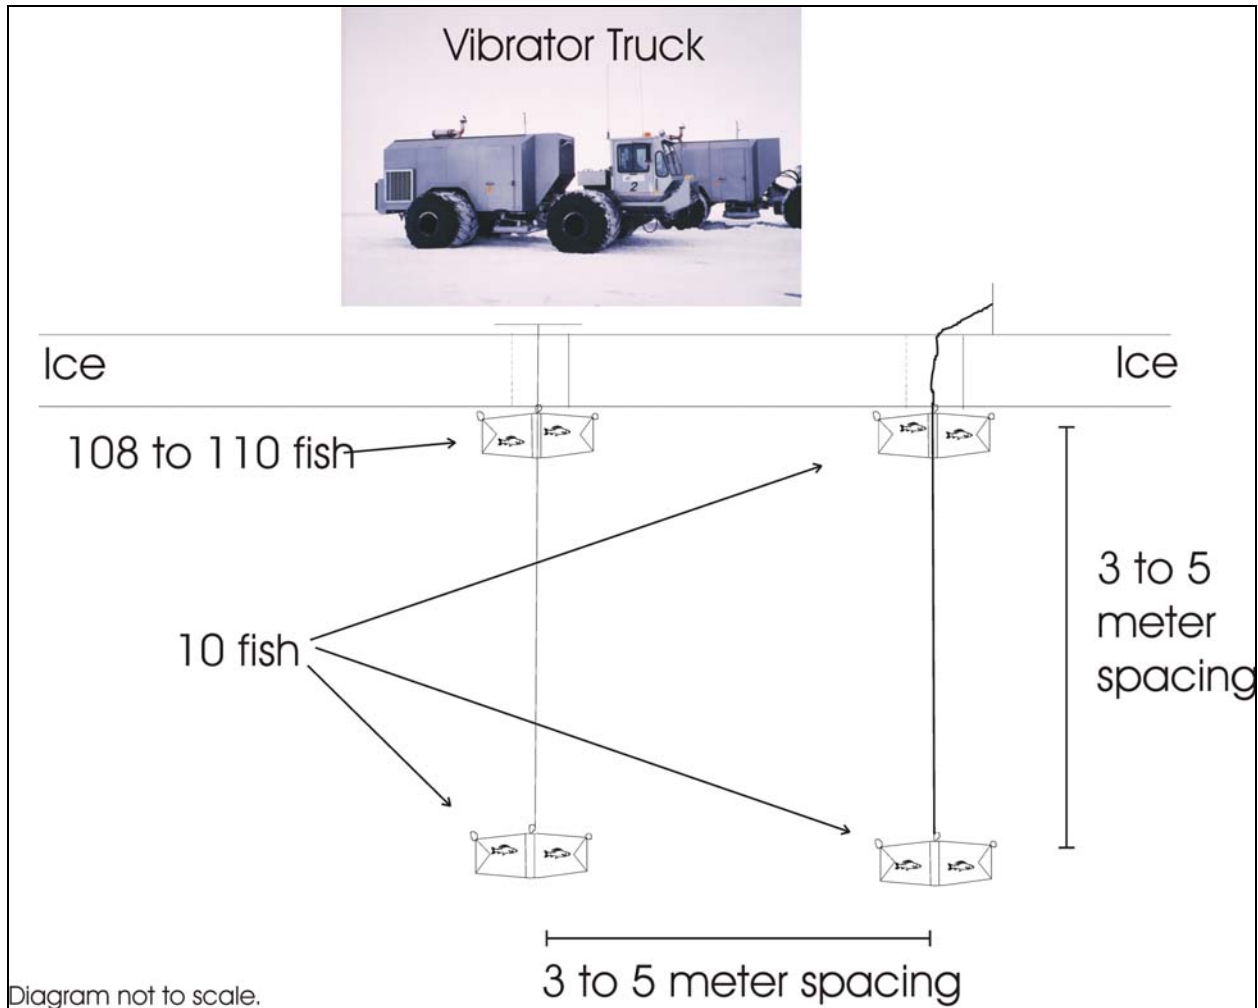 Vibrator Truck
2
Ice
Ice
108 to 110 fish
10 fish
3 to 5
meter
spacing
3 to 5 meter spacing
Diagram not to scale.